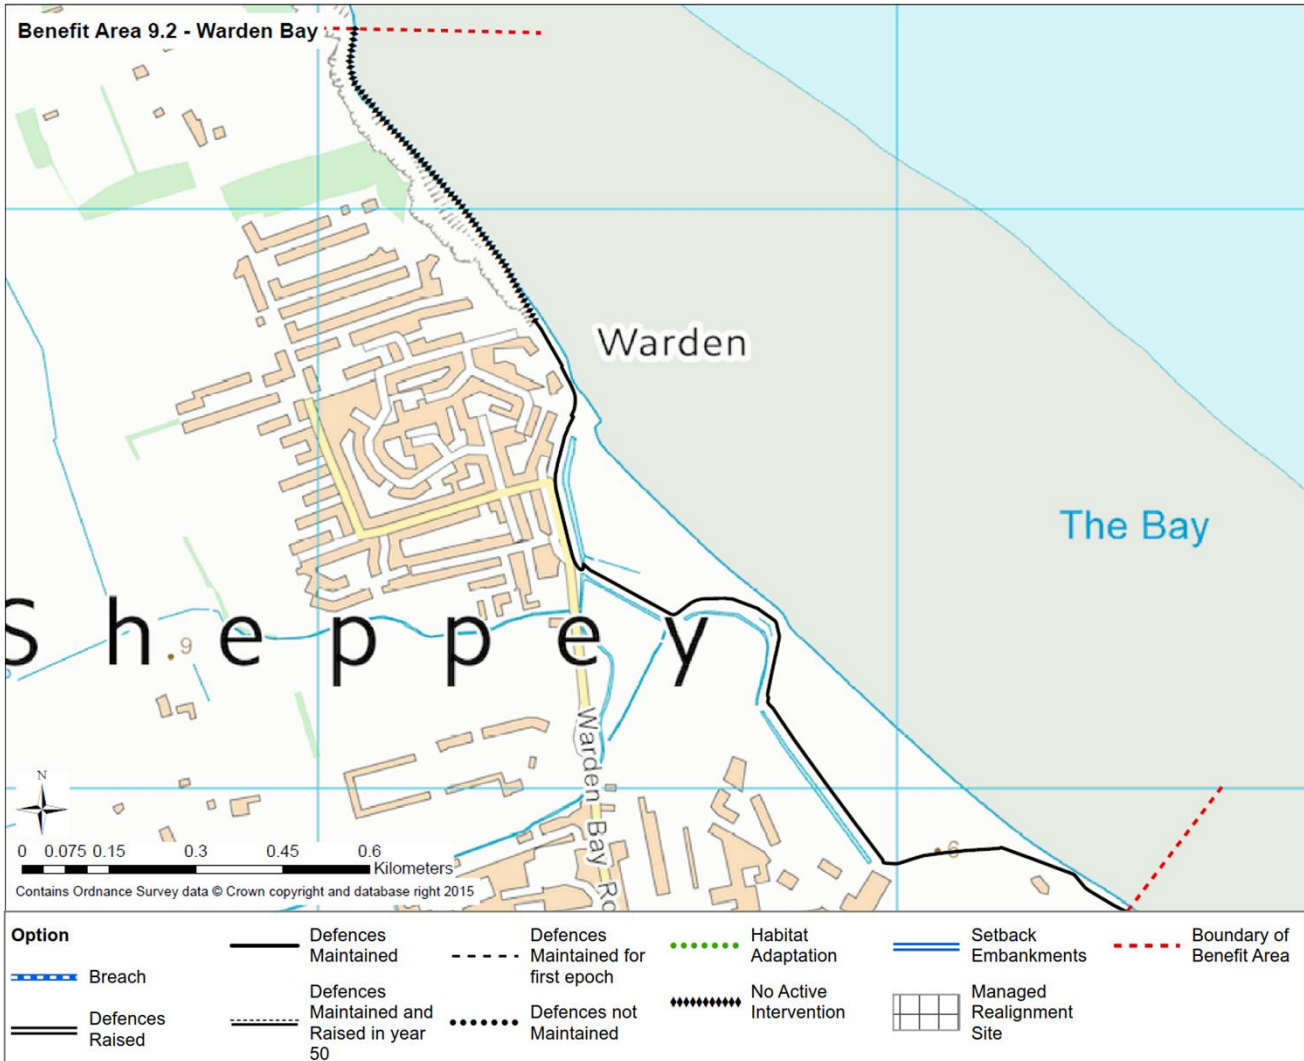 Benefit Area 9.2 - Warden Bay
Warden
The Bay
Sheppey
9
Warden Bay Ro
6
N
0 0.075 0.15 0.3 0.45 0.6
Kilometers
Contains Ordnance Survey data © Crown copyright and database right 2015
Option
Breach
Defences
Raised
Defences
Maintained
Defences
Maintained and
Raised in year
50
Defences
Maintained for
first epoch
Defences not
Maintained
Habitat
Adaptation
No Active
Intervention
Setback
Embankments
Managed
Realignment
Site
Boundary of
Benefit Area